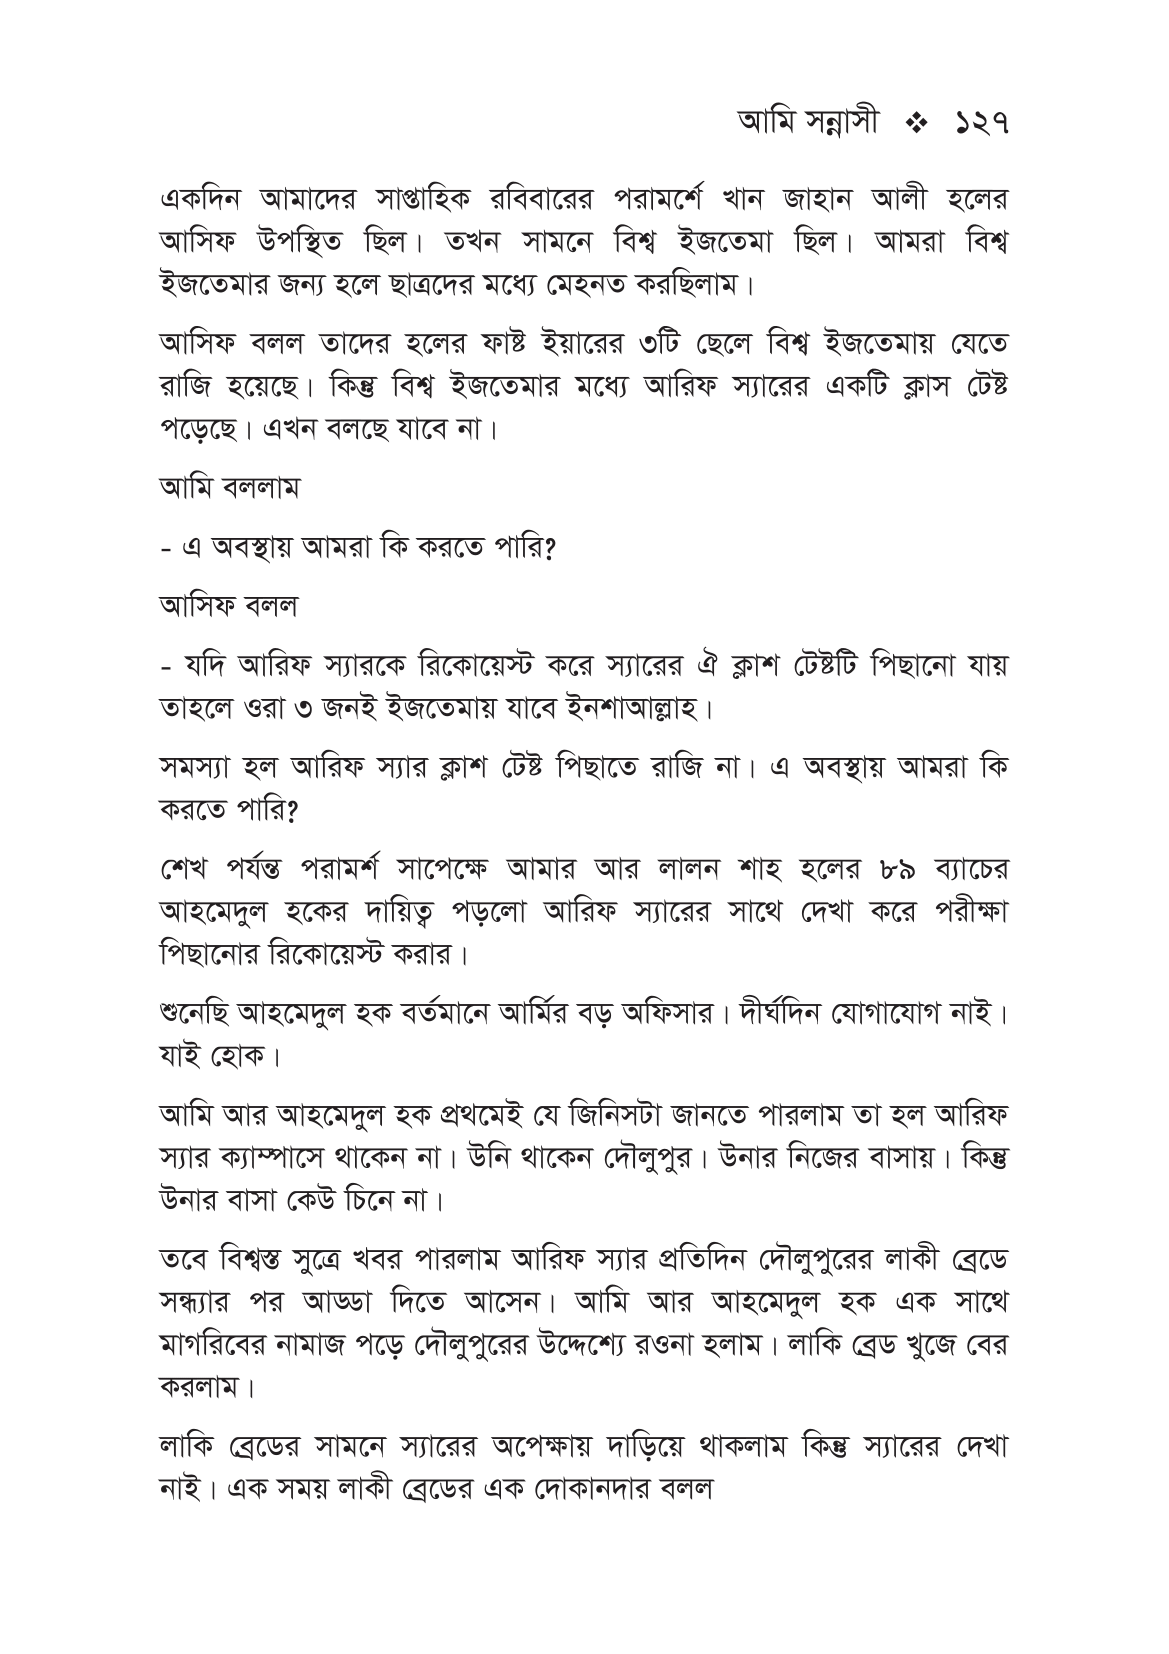 আমি সন্নাসী ❖ ১২৭
একদিন আমাদের সাপ্তাহিক রবিবারের পরামর্শে খান জাহান আলী হলের
আসিফ উপস্থিত ছিল। তখন সামনে বিশ্ব ইজতেমা ছিল। আমরা বিশ্ব
ইজতেমার জন্য হলে ছাত্রদের মধ্যে মেহনত করছিলাম।
আসিফ বলল তাদের হলের ফাষ্ট ইয়ারের ৩টি ছেলে বিশ্ব ইজতেমায় যেতে
রাজি হয়েছে। কিন্তু বিশ্ব ইজতেমার মধ্যে আরিফ স্যারের একটি ক্লাস টেষ্ট
পড়েছে। এখন বলছে যাবে না।
আমি বললাম
- এ অবস্থায় আমরা কি করতে পারি?
আসিফ বলল
- যদি আরিফ স্যারকে রিকোয়েস্ট করে স্যারের ঐ ক্লাশ টেষ্টটি পিছানো যায়
তাহলে ওরা ৩ জনই ইজতেমায় যাবে ইনশাআল্লাহ।
সমস্যা হল আরিফ স্যার ক্লাশ টেষ্ট পিছাতে রাজি না। এ অবস্থায় আমরা কি
করতে পারি?
শেখ পর্যন্ত পরামর্শ সাপেক্ষে আমার আর লালন শাহ হলের ৮৯ ব্যাচের
আহমেদুল হকের দায়িত্ব পড়লো আরিফ স্যারের সাথে দেখা করে পরীক্ষা
পিছানোর রিকোয়েস্ট করার।
শুনেছি আহমেদুল হক বর্তমানে আর্মির বড় অফিসার। দীর্ঘদিন যোগাযোগ নাই।
যাই হোক।
আমি আর আহমেদুল হক প্রথমেই যে জিনিসটা জানতে পারলাম তা হল আরিফ
স্যার ক্যাম্পাসে থাকেন না। উনি থাকেন দৌলুপুর। উনার নিজের বাসায়। কিন্তু
উনার বাসা কেউ চিনে না।
তবে বিশ্বস্ত সুত্রে খবর পারলাম আরিফ স্যার প্রতিদিন দৌলুপুরের লাকী ব্রেডে
সন্ধ্যার পর আড্ডা দিতে আসেন। আমি আর আহমেদুল হক এক সাথে
মাগরিবের নামাজ পড়ে দৌলুপুরের উদ্দেশ্যে রওনা হলাম। লাকি ব্রেড খুজে বের
করলাম।
লাকি ব্রেডের সামনে স্যারের অপেক্ষায় দাড়িয়ে থাকলাম কিন্তু স্যারের দেখা
নাই। এক সময় লাকী ব্রেডের এক দোকানদার বলল